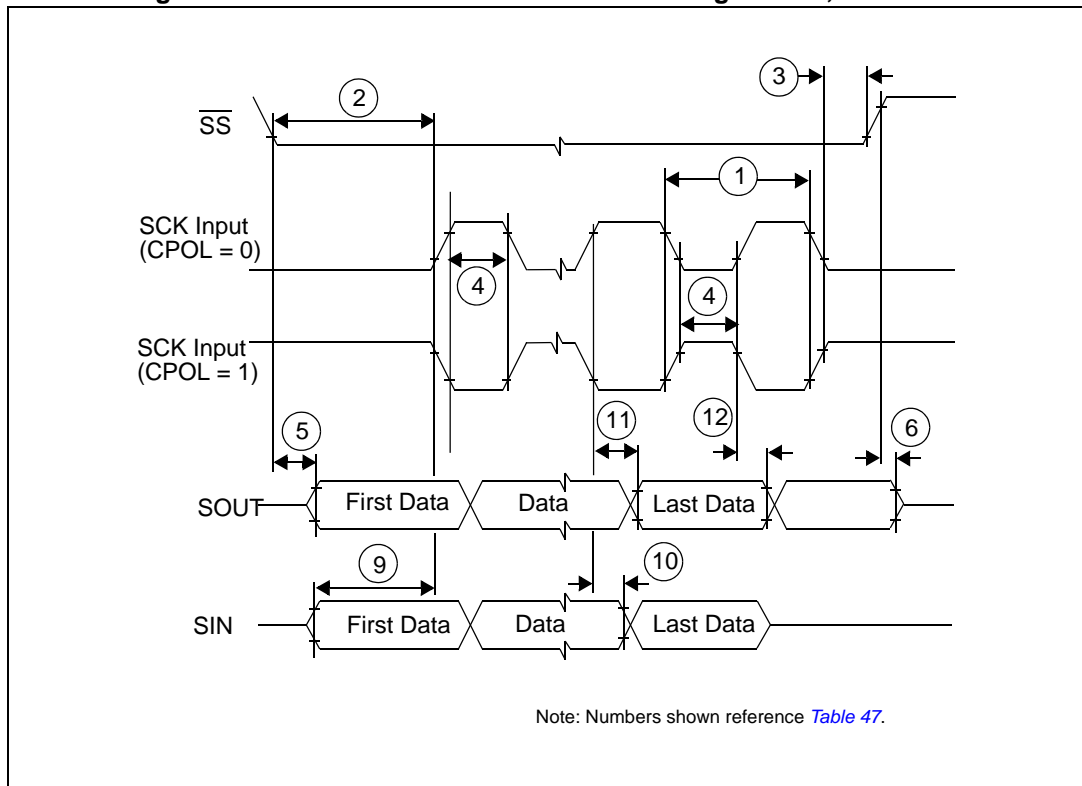 3
2
SS
1
SCK Input
(CPOL = 0)
4
4
SCK Input
(CPOL = 1)
11
12
5
6
SOUT
First Data
Data
Last Data
9
10
SIN
First Data
Data
Last Data
Note: Numbers shown reference Table 47.